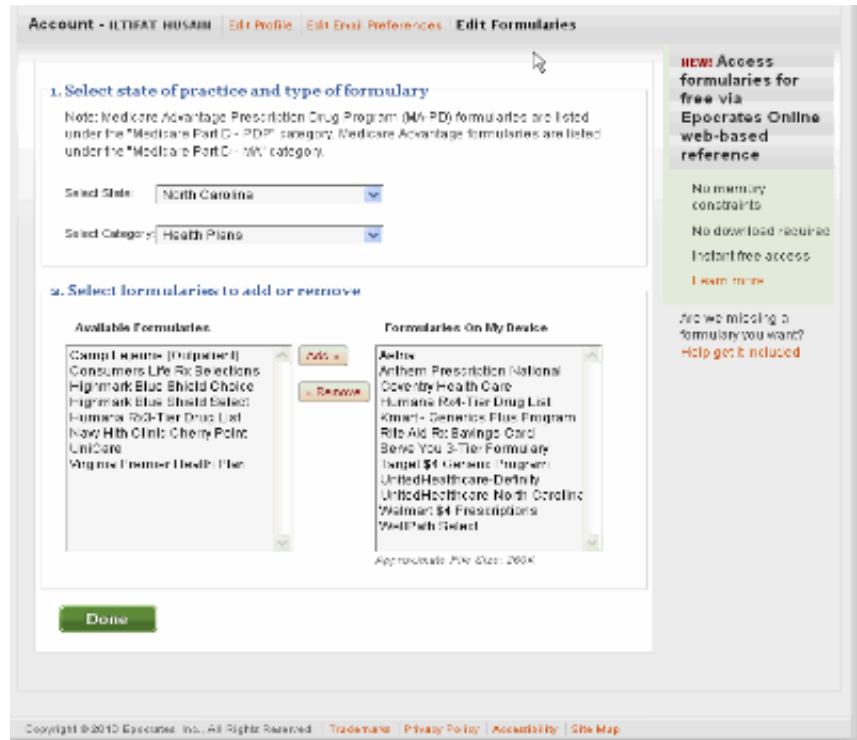 Account - ILTIFAT HUSAIN | Edit Profile | Edit Email Preferences | Edit Formularies
1. Select state of practice and type of formulary
Note: Medicare Advantage Prescription Drug Program (MA-PD) formularies are listed
under the "Medicare Part D - PDP" category. Medicare Advantage formularies are listed
under the "Medicare Part D - MA" category.
Select State: North Carolina
Select Category: Health Plans
2. Select formularies to add or remove
Available Formularies
Camp Lejeune (Outpatient)
Consumers Life Rx Selections
Highmark Blue Shield Choice
Highmark Blue Shield Select
Humana Rx3-Tier Drug List
Navy Hlth Clinic Cherry Point
UniCare
Virginia Premier Health Plan
Add »
« Remove
Formularies On My Device
Aetna
Anthem Prescription National
Coventry Health Care
Humana Rx4-Tier Drug List
Kmart - Generics Plus Program
Rite Aid Rx Savings Card
Serve You 3-Tier Formulary
Target $4 Generic Program
UnitedHealthcare-Definity
UnitedHealthcare North Carolina
Walmart $4 Prescriptions
WellPath Select
Approximate File Size: 266K
Done
NEW! Access
formularies for
free via
Epocrates Online
web-based
reference
No memory
constraints
No download required
Instant free access
Learn more
Are we missing a
formulary you want?
Help get it included
Copyright © 2010 Epocrates, Inc., All Rights Reserved | Trademarks | Privacy Policy | Accessibility | Site Map